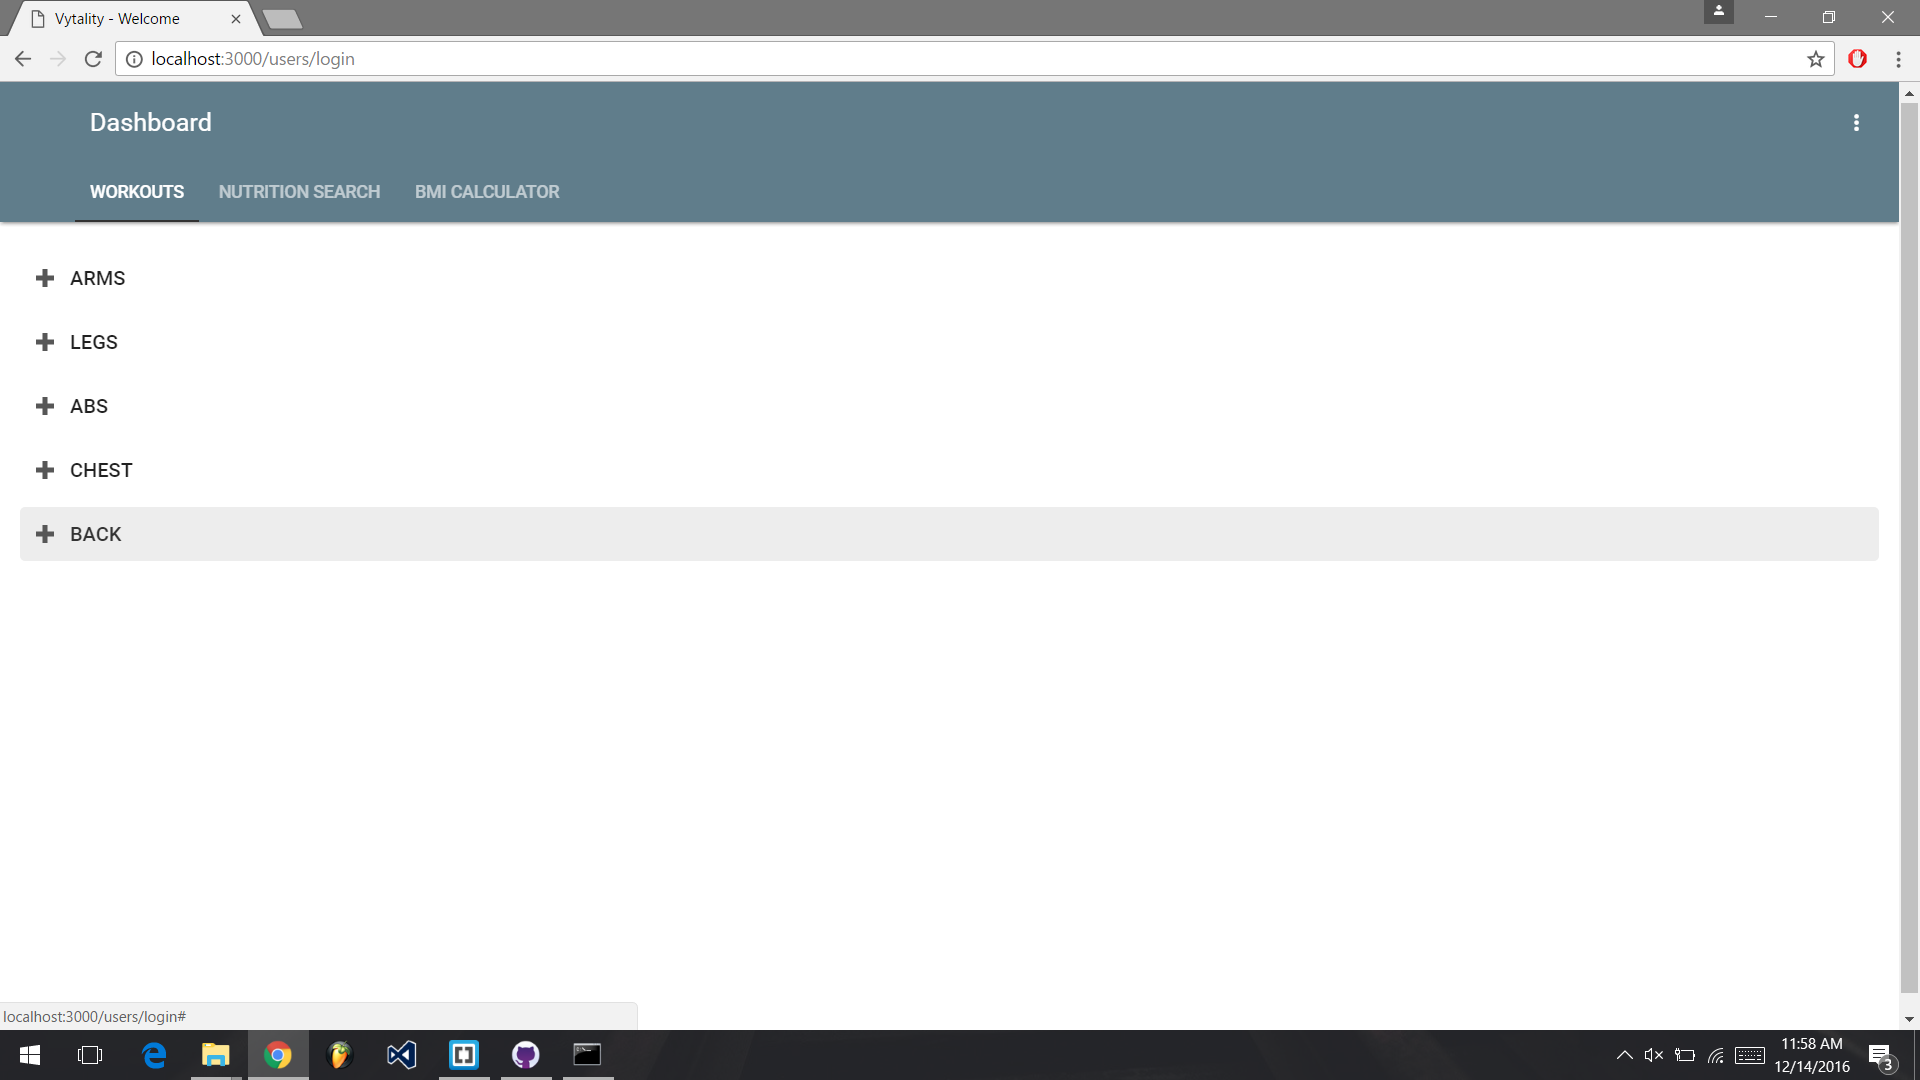 Vytality - Welcome
localhost:3000/users/login
Dashboard
WORKOUTS
NUTRITION SEARCH
BMI CALCULATOR
ARMS
LEGS
ABS
CHEST
BACK
localhost:3000/users/login#
11:58 AM
12/14/2016
3